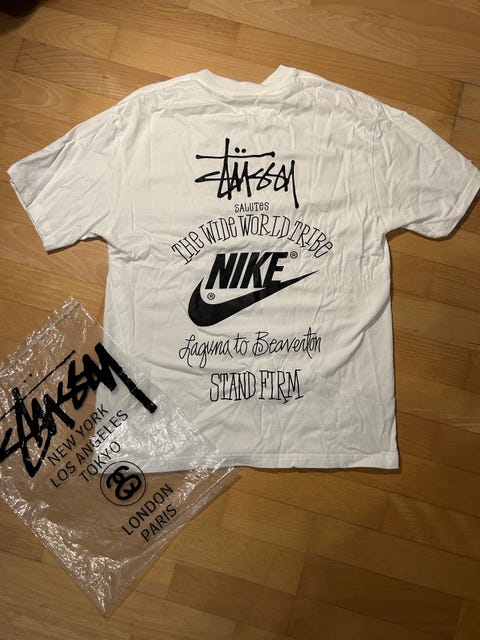 Stüssy
SALUTES
THE WIDE WORLD TRIBE
NIKE®
®
Laguna to Beaverton
STAND FIRM
Stüssy
NEW YORK
LOS ANGELES
TOKYO
LONDON
PARIS